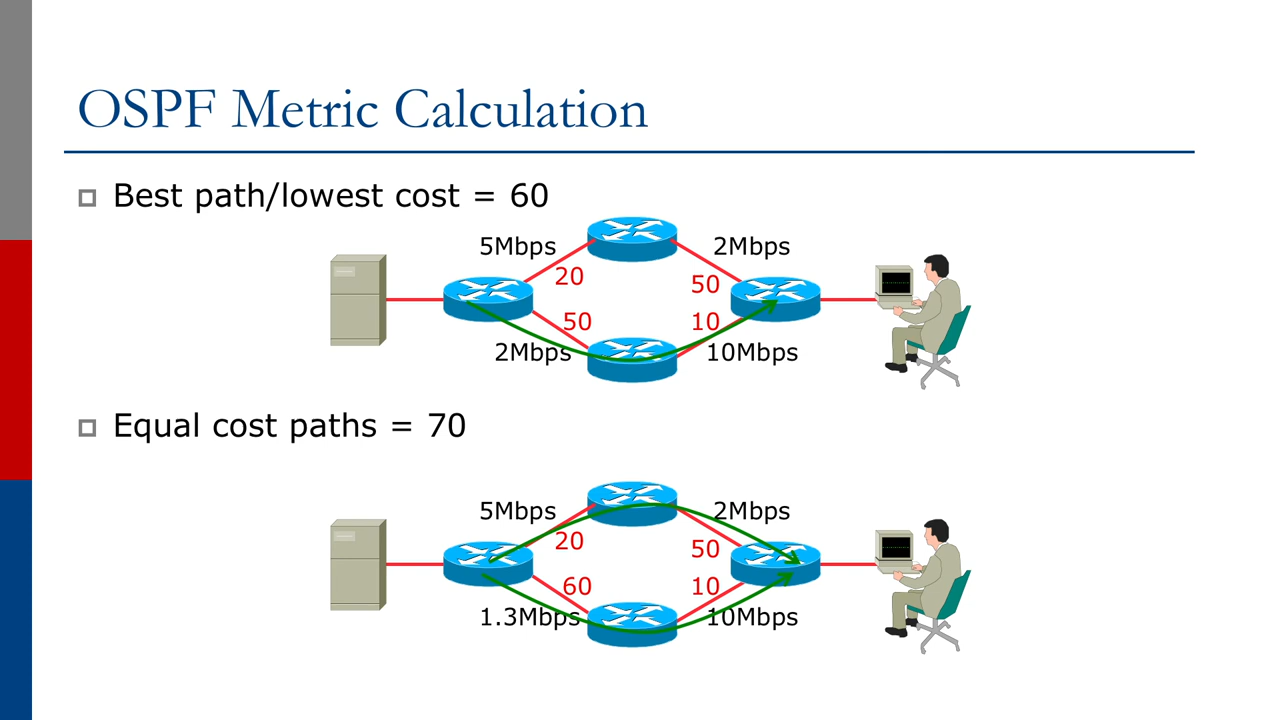 OSPF Metric Calculation
Best path/lowest cost = 60
5Mbps
2Mbps
20
50
50
10
2Mbps
10Mbps
Equal cost paths = 70
5Mbps
2Mbps
20
50
60
10
1.3Mbps
10Mbps